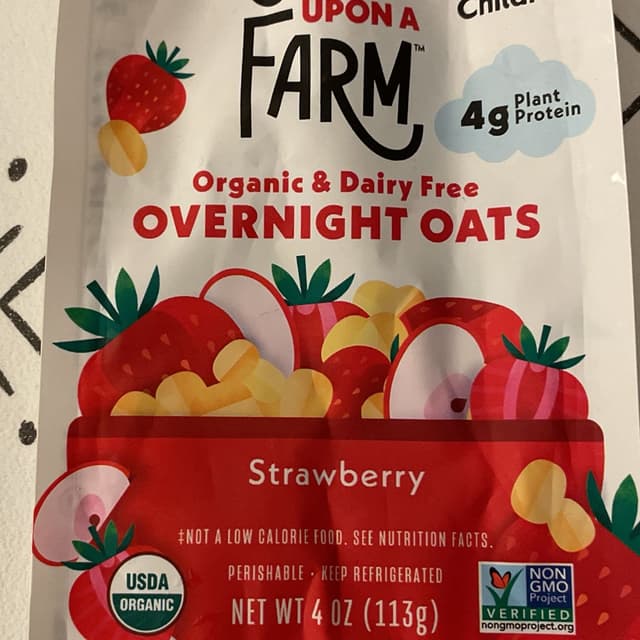 UPON A
FARM™
4g Plant Protein
Organic & Dairy Free
OVERNIGHT OATS
Strawberry
‡NOT A LOW CALORIE FOOD. SEE NUTRITION FACTS.
PERISHABLE · KEEP REFRIGERATED
NET WT 4 OZ (113g)
USDA
ORGANIC
NON
GMO
Project
VERIFIED
nongmoproject.org